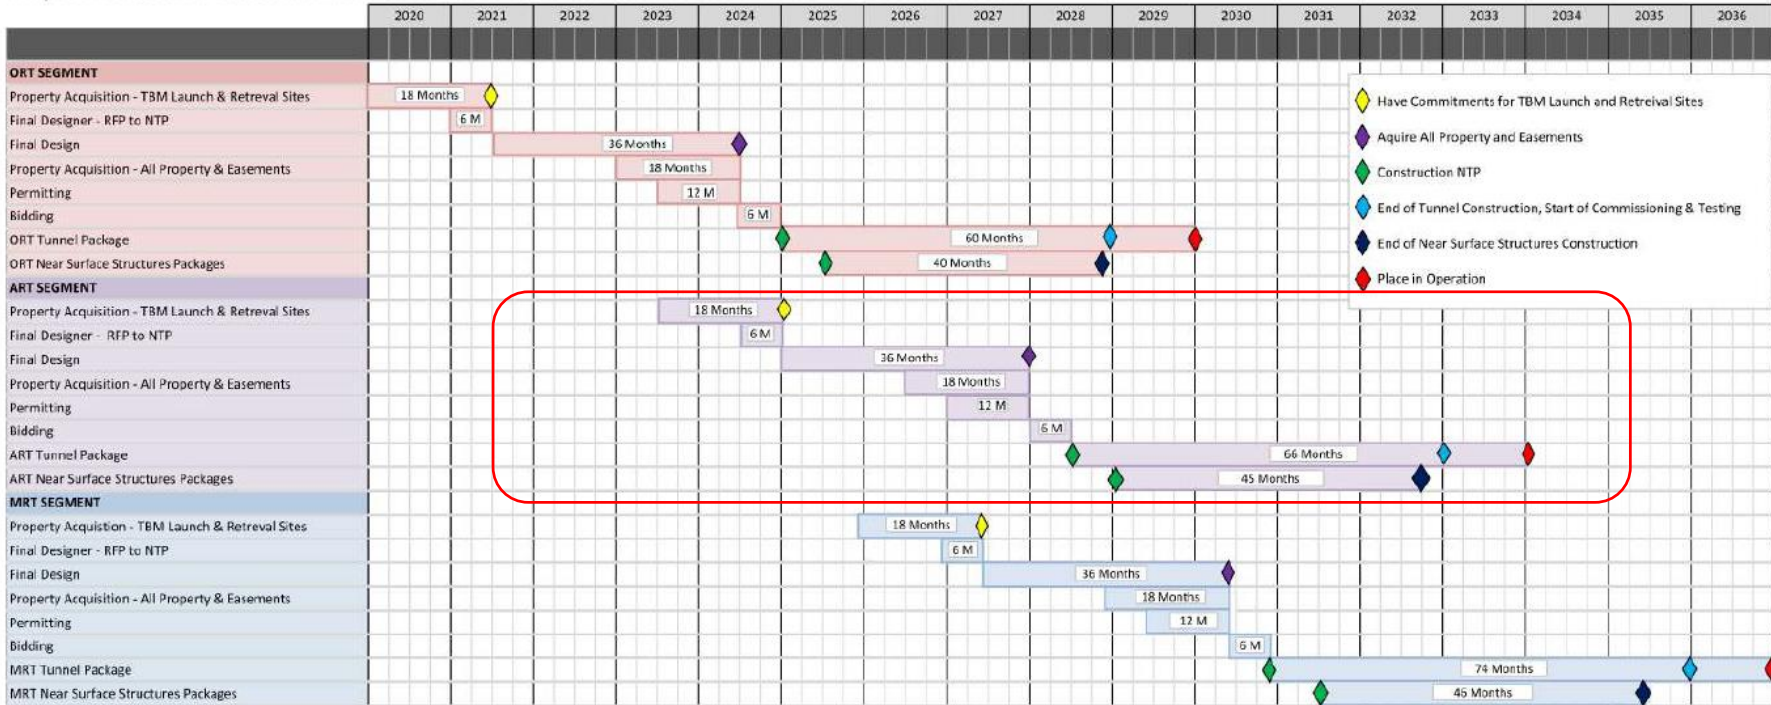 2020 2021 2022 2023 2024 2025 2026 2027 2028 2029 2030 2031 2032 2033 2034 2035 2036
ORT SEGMENT
Property Acquisition - TBM Launch & Retreval Sites 18 Months
Final Designer - RFP to NTP 6 M
Final Design 36 Months
Property Acquisition - All Property & Easements 18 Months
Permitting 12 M
Bidding 6 M
ORT Tunnel Package 60 Months
ORT Near Surface Structures Packages 40 Months
Have Commitments for TBM Launch and Retreival Sites
Aquire All Property and Easements
Construction NTP
End of Tunnel Construction, Start of Commissioning & Testing
End of Near Surface Structures Construction
Place in Operation
ART SEGMENT
Property Acquisition - TBM Launch & Retreval Sites 18 Months
Final Designer - RFP to NTP 6 M
Final Design 36 Months
Property Acquisition - All Property & Easements 18 Months
Permitting 12 M
Bidding 6 M
ART Tunnel Package 66 Months
ART Near Surface Structures Packages 45 Months
MRT SEGMENT
Property Acquistion - TBM Launch & Retreval Sites 18 Months
Final Designer - RFP to NTP 6 M
Final Design 36 Months
Property Acquisition - All Property & Easements 18 Months
Permitting 12 M
Bidding 6 M
MRT Tunnel Package 74 Months
MRT Near Surface Structures Packages 46 Months